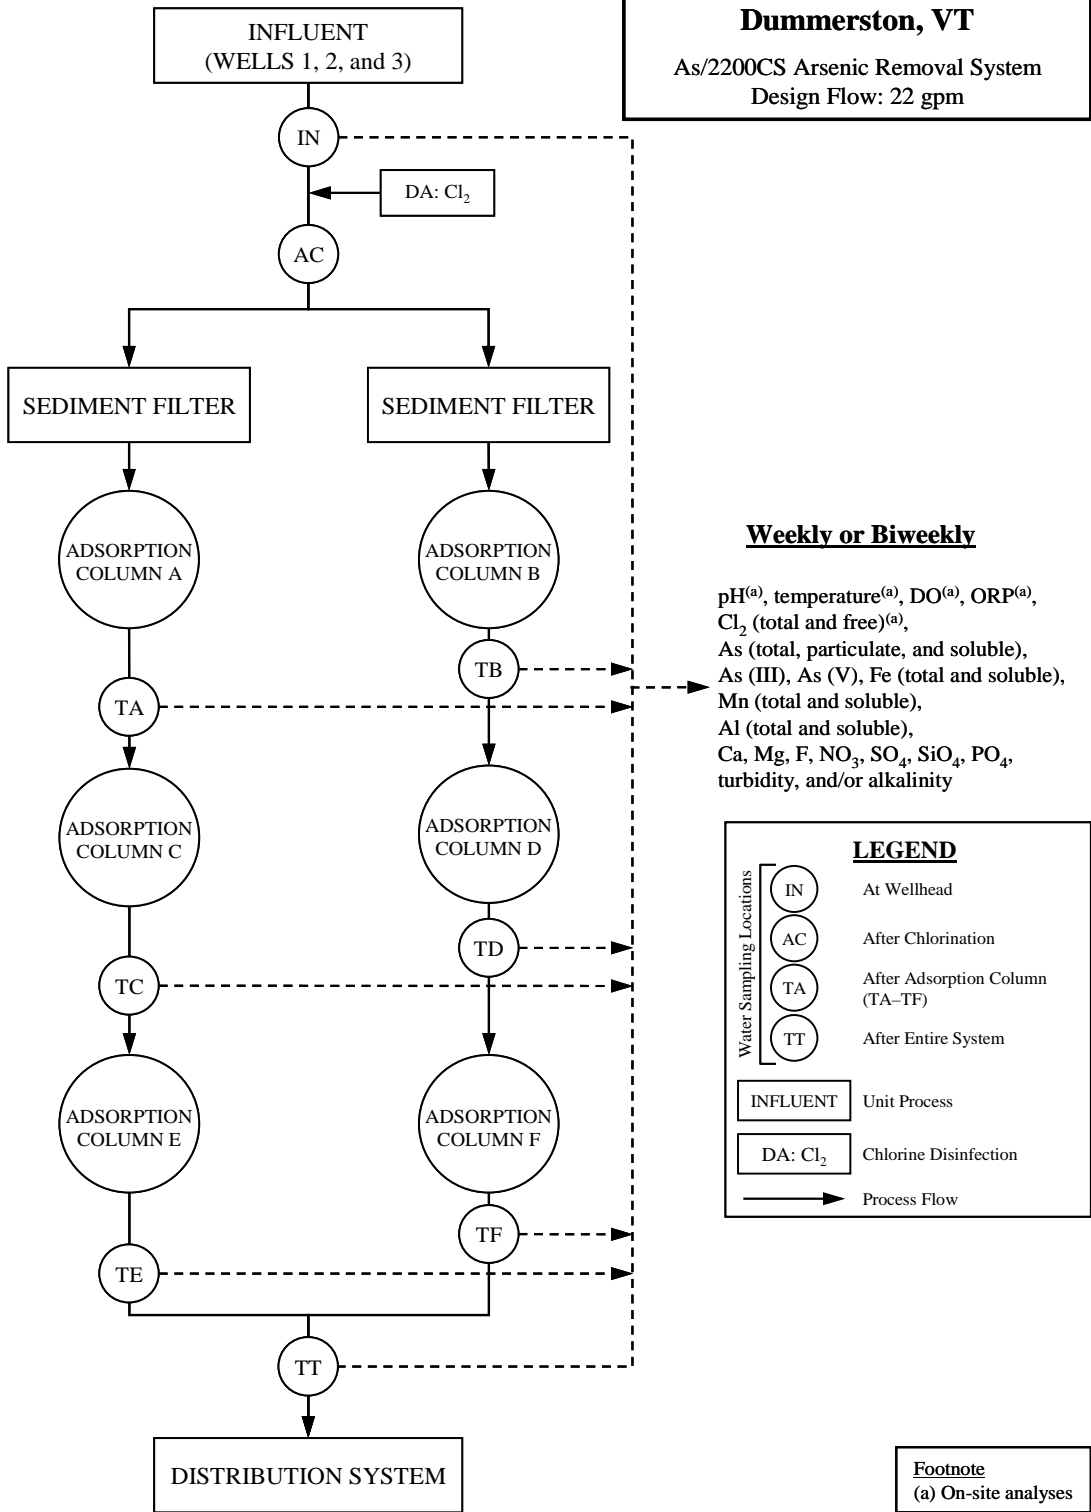 INFLUENT
(WELLS 1, 2, and 3)
Dummerston, VT
As/2200CS Arsenic Removal System
Design Flow: 22 gpm
IN
DA: Cl₂
AC
SEDIMENT FILTER
SEDIMENT FILTER
ADSORPTION
COLUMN A
ADSORPTION
COLUMN B
TB
TA
ADSORPTION
COLUMN C
ADSORPTION
COLUMN D
TD
TC
ADSORPTION
COLUMN E
ADSORPTION
COLUMN F
TF
TE
TT
DISTRIBUTION SYSTEM
Weekly or Biweekly
pH⁽ᵃ⁾, temperature⁽ᵃ⁾, DO⁽ᵃ⁾, ORP⁽ᵃ⁾,
Cl₂ (total and free)⁽ᵃ⁾,
As (total, particulate, and soluble),
As (III), As (V), Fe (total and soluble),
Mn (total and soluble),
Al (total and soluble),
Ca, Mg, F, NO₃, SO₄, SiO₄, PO₄,
turbidity, and/or alkalinity
LEGEND
Water Sampling Locations
IN At Wellhead
AC After Chlorination
TA After Adsorption Column
(TA–TF)
TT After Entire System
INFLUENT Unit Process
DA: Cl₂ Chlorine Disinfection
Process Flow
Footnote
(a) On-site analyses